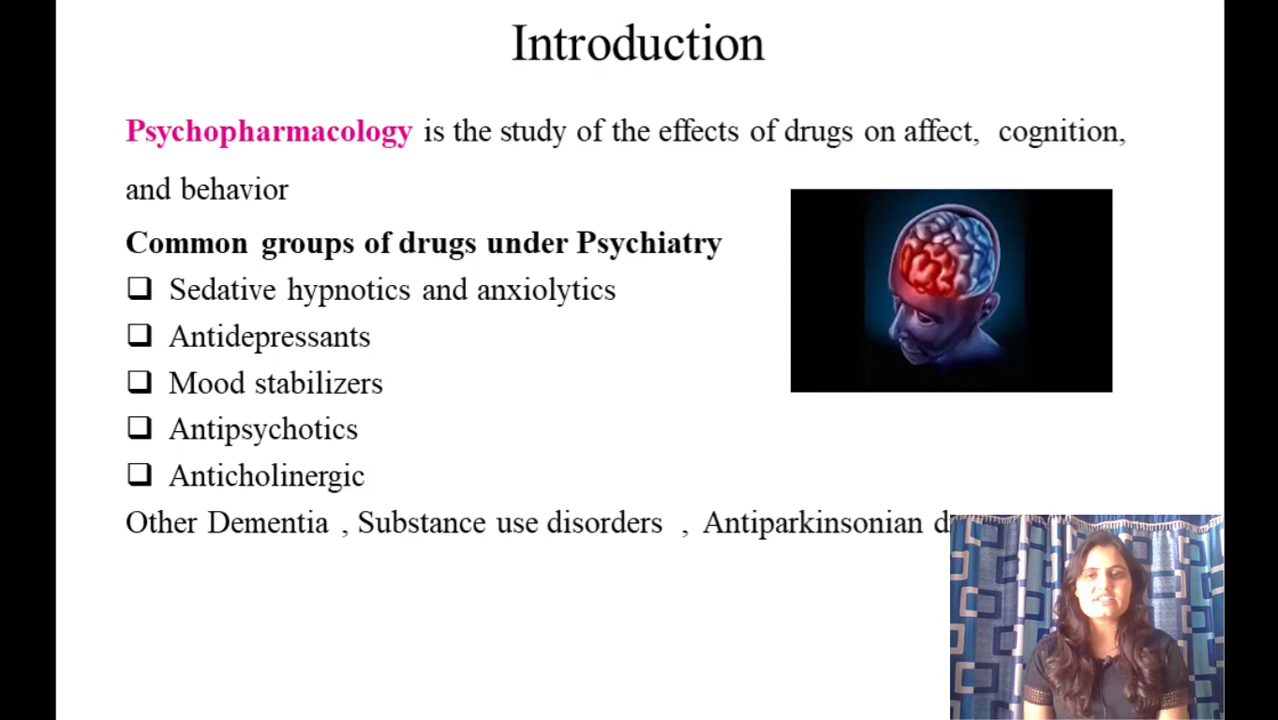 Introduction
Psychopharmacology is the study of the effects of drugs on affect, cognition,
and behavior
Common groups of drugs under Psychiatry
Sedative hypnotics and anxiolytics
Antidepressants
Mood stabilizers
Antipsychotics
Anticholinergic
Other Dementia , Substance use disorders , Antiparkinsonian